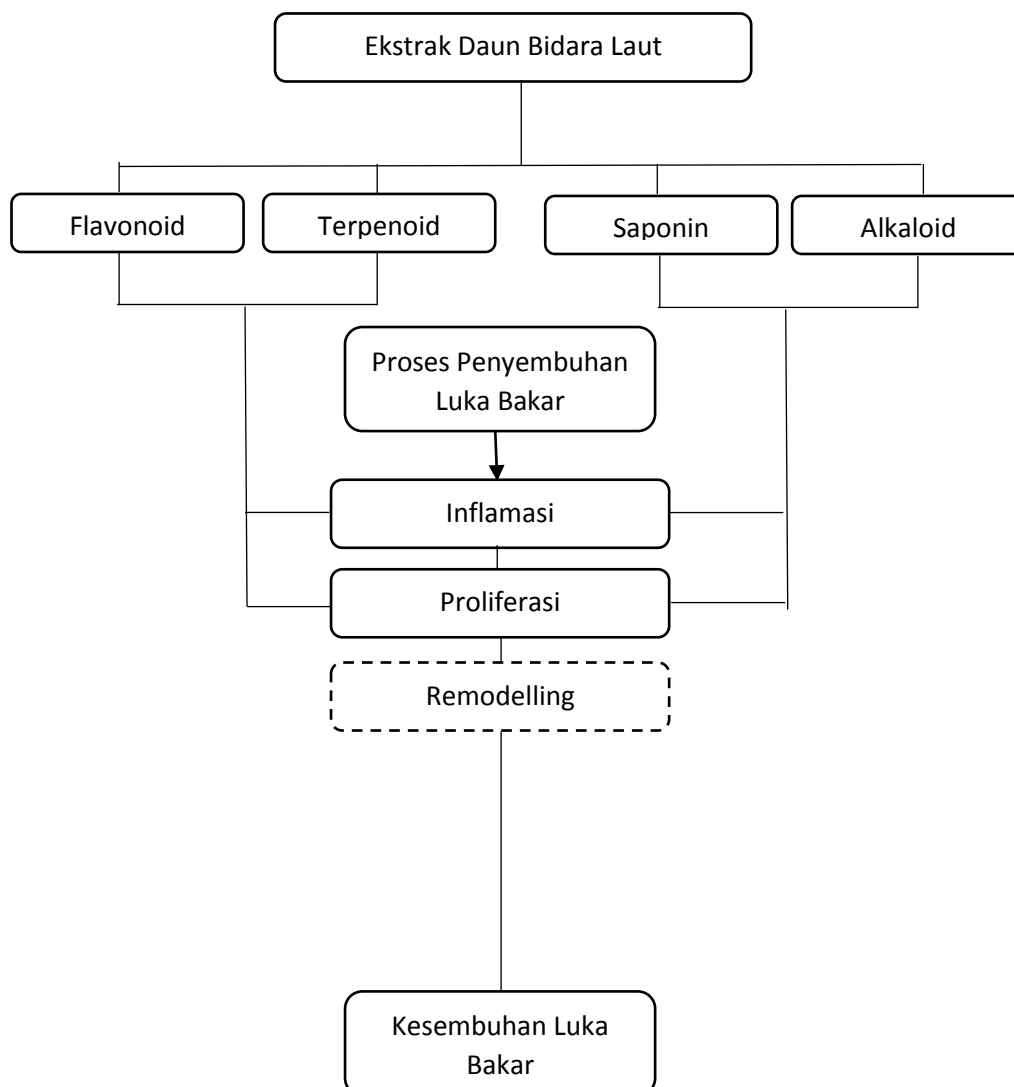 Ekstrak Daun Bidara Laut
Flavonoid
Terpenoid
Saponin
Alkaloid
Proses Penyembuhan
Luka Bakar
Inflamasi
Proliferasi
Remodelling
Kesembuhan Luka
Bakar